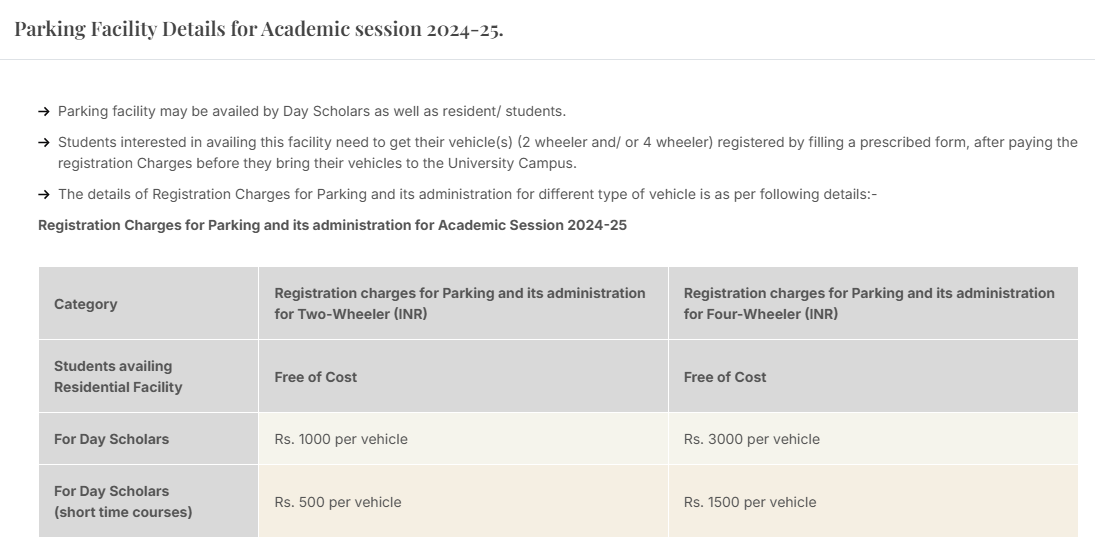 Parking Facility Details for Academic session 2024-25.
→ Parking facility may be availed by Day Scholars as well as resident/ students.
→ Students interested in availing this facility need to get their vehicle(s) (2 wheeler and/ or 4 wheeler) registered by filling a prescribed form, after paying the
registration Charges before they bring their vehicles to the University Campus.
→ The details of Registration Charges for Parking and its administration for different type of vehicle is as per following details:-
Registration Charges for Parking and its administration for Academic Session 2024-25
Category
Registration charges for Parking and its administration
for Two-Wheeler (INR)
Registration charges for Parking and its administration
for Four-Wheeler (INR)
Students availing
Residential Facility
Free of Cost
Free of Cost
For Day Scholars
Rs. 1000 per vehicle
Rs. 3000 per vehicle
For Day Scholars
(short time courses)
Rs. 500 per vehicle
Rs. 1500 per vehicle